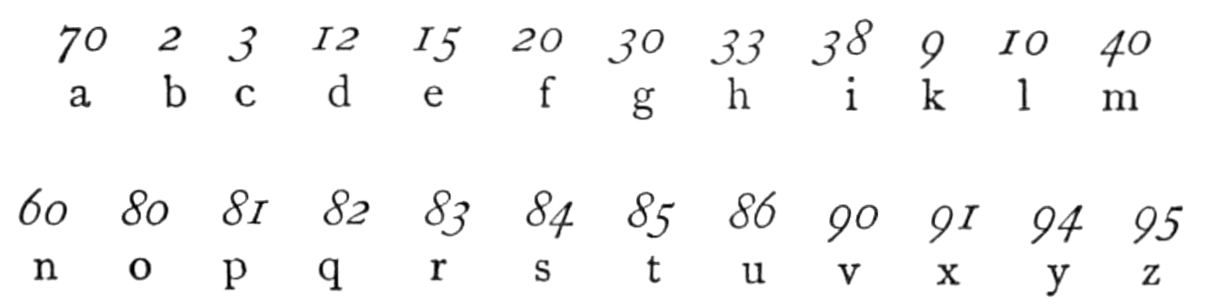 70 2 3 12 15 20 30 33 38 9 10 40
a b c d e f g h i k l m
60 80 81 82 83 84 85 86 90 91 94 95
n o p q r s t u v x y z